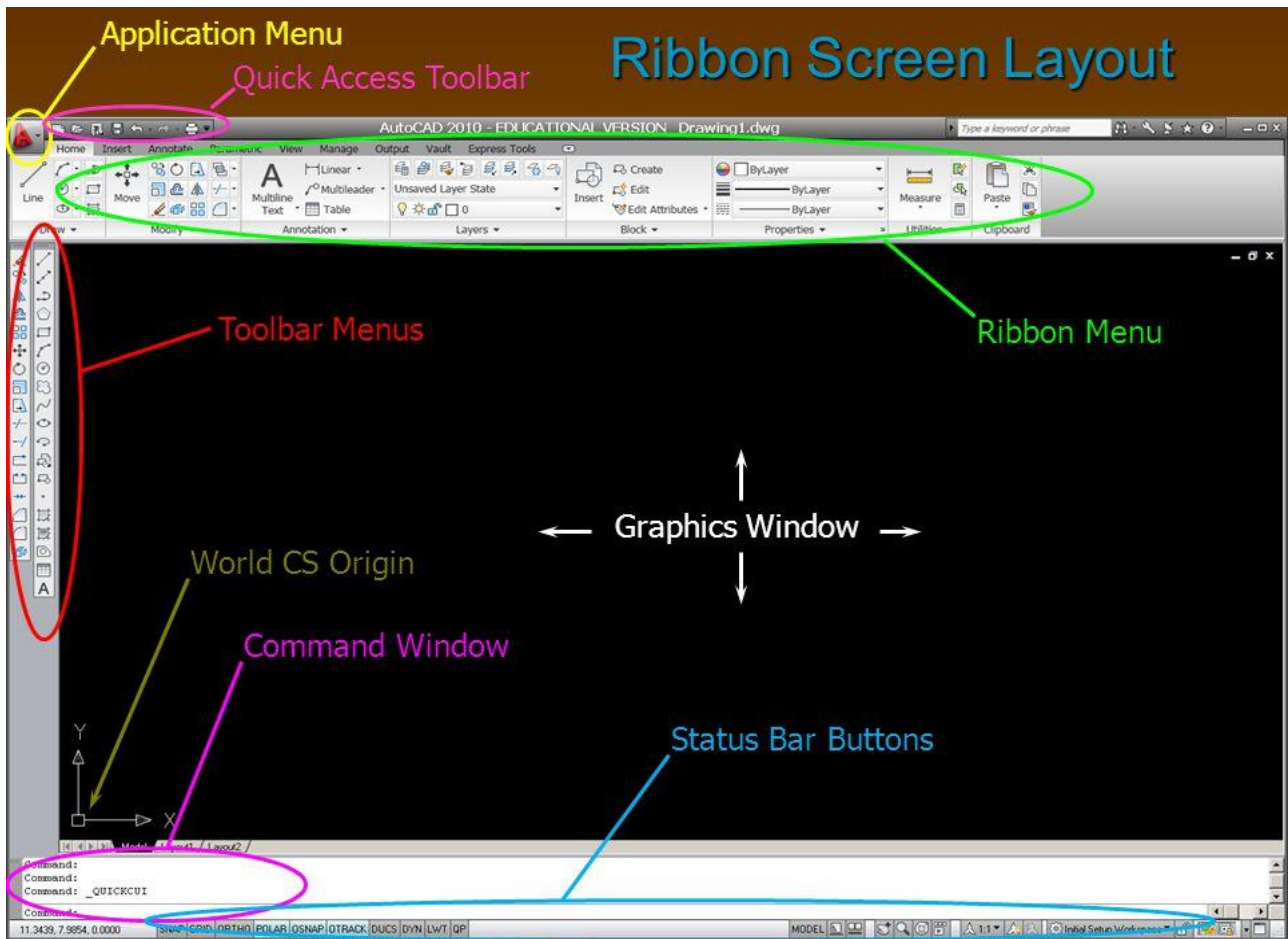 Application Menu
Ribbon Screen Layout
Quick Access Toolbar
AutoCAD 2010 - EDUCATIONAL VERSION Drawing1.dwg
Type a keyword or phrase
Home Insert Annotate Parametric View Manage Output Vault Express Tools
Line
Move
A
Multiline Text
Linear
Multileader
Table
Unsaved Layer State
0
Insert
Create
Edit
Edit Attributes
ByLayer
ByLayer
ByLayer
Measure
Paste
Draw Modify Annotation Layers Block Properties Utilities Clipboard
Toolbar Menus
Ribbon Menu
Graphics Window
World CS Origin
A
Command Window
Status Bar Buttons
Y
X
Model Layout1 Layout2
Command:
Command:
Command: _QUICKCUI
Command:
11.3439, 7.9854, 0.0000 SNAP GRID ORTHO POLAR OSNAP OTRACK DUCS DYN LWT QP MODEL 1:1 Initial Setup Workspace